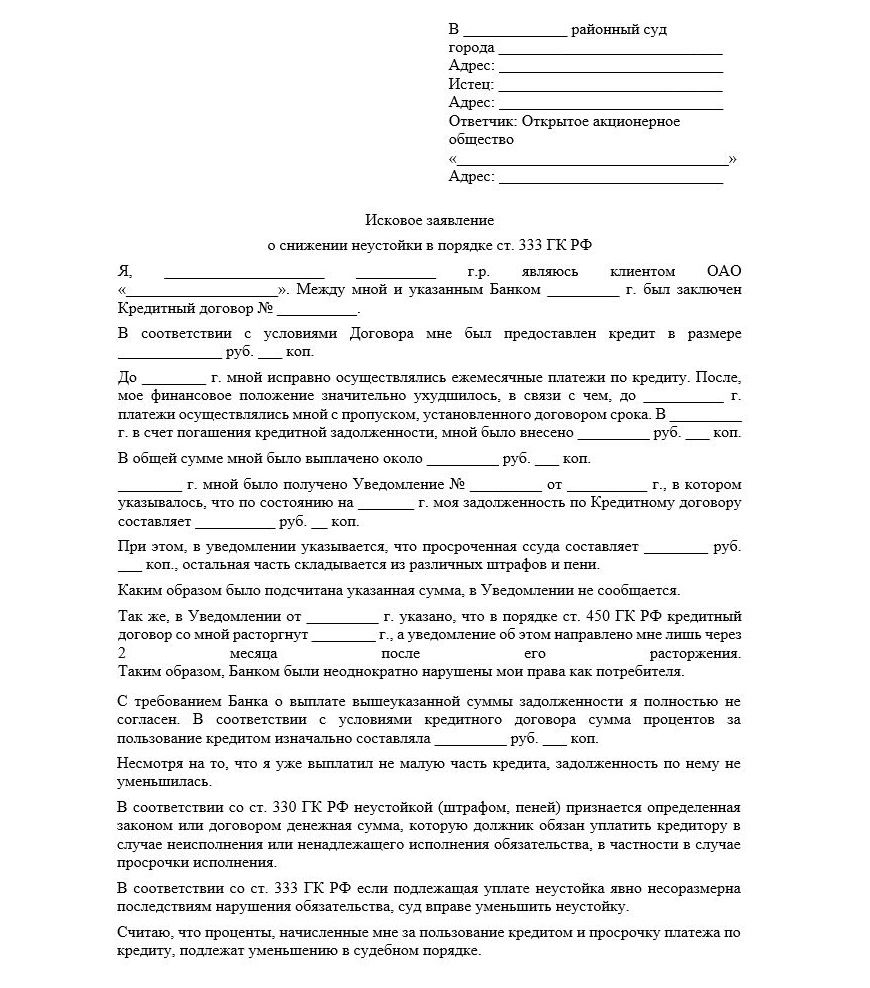 В _____________ районный суд
города ____________________________
Адрес: ____________________________
Истец: ____________________________
Адрес: ____________________________
Ответчик: Открытое акционерное
общество
«__________________________________»
Адрес: ____________________________
Исковое заявление
о снижении неустойки в порядке ст. 333 ГК РФ
Я, ____________________ __________ г.р. являюсь клиентом ОАО
«___________________». Между мной и указанным Банком _________ г. был заключен
Кредитный договор № __________.
В соответствии с условиями Договора мне был предоставлен кредит в размере
_____________ руб. ___ коп.
До ________ г. мной исправно осуществлялись ежемесячные платежи по кредиту. После,
мое финансовое положение значительно ухудшилось, в связи с чем, до __________ г.
платежи осуществлялись мной с пропуском, установленного договором срока. В _________
г. в счет погашения кредитной задолженности, мной было внесено _________ руб. ___ коп.
В общей сумме мной было выплачено около _________ руб. ___ коп.
________ г. мной было получено Уведомление № _________ от __________ г., в котором
указывалось, что по состоянию на _______ г. моя задолженность по Кредитному договору
составляет __________ руб. __ коп.
При этом, в уведомлении указывается, что просроченная ссуда составляет ________ руб.
___ коп., остальная часть складывается из различных штрафов и пени.
Каким образом было подсчитана указанная сумма, в Уведомлении не сообщается.
Так же, в Уведомлении от _________ г. указано, что в порядке ст. 450 ГК РФ кредитный
договор со мной расторгнут ________ г., а уведомление об этом направлено мне лишь через
2 месяца после его расторжения.
Таким образом, Банком были неоднократно нарушены мои права как потребителя.
С требованием Банка о выплате вышеуказанной суммы задолженности я полностью не
согласен. В соответствии с условиями кредитного договора сумма процентов за
пользование кредитом изначально составляла _________ руб. ___ коп.
Несмотря на то, что я уже выплатил не малую часть кредита, задолженность по нему не
уменьшилась.
В соответствии со ст. 330 ГК РФ неустойкой (штрафом, пеней) признается определенная
законом или договором денежная сумма, которую должник обязан уплатить кредитору в
случае неисполнения или ненадлежащего исполнения обязательства, в частности в случае
просрочки исполнения.
В соответствии со ст. 333 ГК РФ если подлежащая уплате неустойка явно несоразмерна
последствиям нарушения обязательства, суд вправе уменьшить неустойку.
Считаю, что проценты, начисленные мне за пользование кредитом и просрочку платежа по
кредиту, подлежат уменьшению в судебном порядке.